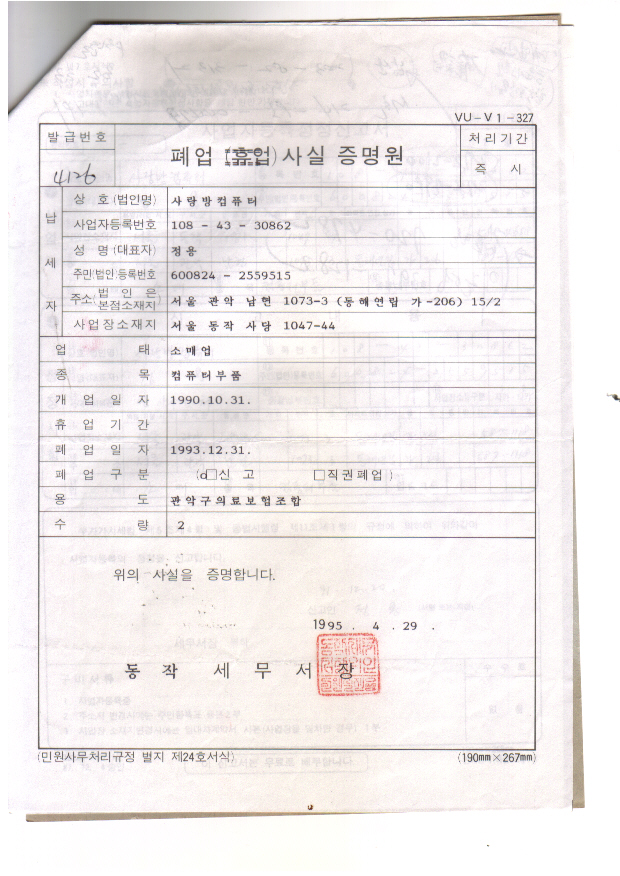 VU-V1-327
발급번호
4126
폐업 (휴업) 사실 증명원
처리기간
즉 시
납세자
상 호 (법인명) 사랑방컴퓨터
사업자등록번호 108 - 43 - 30862
성 명 (대표자) 정용
주민(법인)등록번호 600824 - 2559515
주소(법인은 본점소재지) 서울 관악 남현 1073-3 (동해연립 가-206) 15/2
사업장소재지 서울 동작 사당 1047-44
업 태 소매업
종 목 컴퓨터부품
개 업 일 자 1990.10.31.
휴 업 기 간
폐 업 일 자 1993.12.31.
폐 업 구 분 (o□신 고 □직권폐업)
용 도 관악구의료보험조합
수 량 2
위의 사실을 증명합니다.
1995 . 4 . 29 .
동 작 세 무 서 장
(민원사무처리규정 별지 제24호서식) (190mm×267mm)